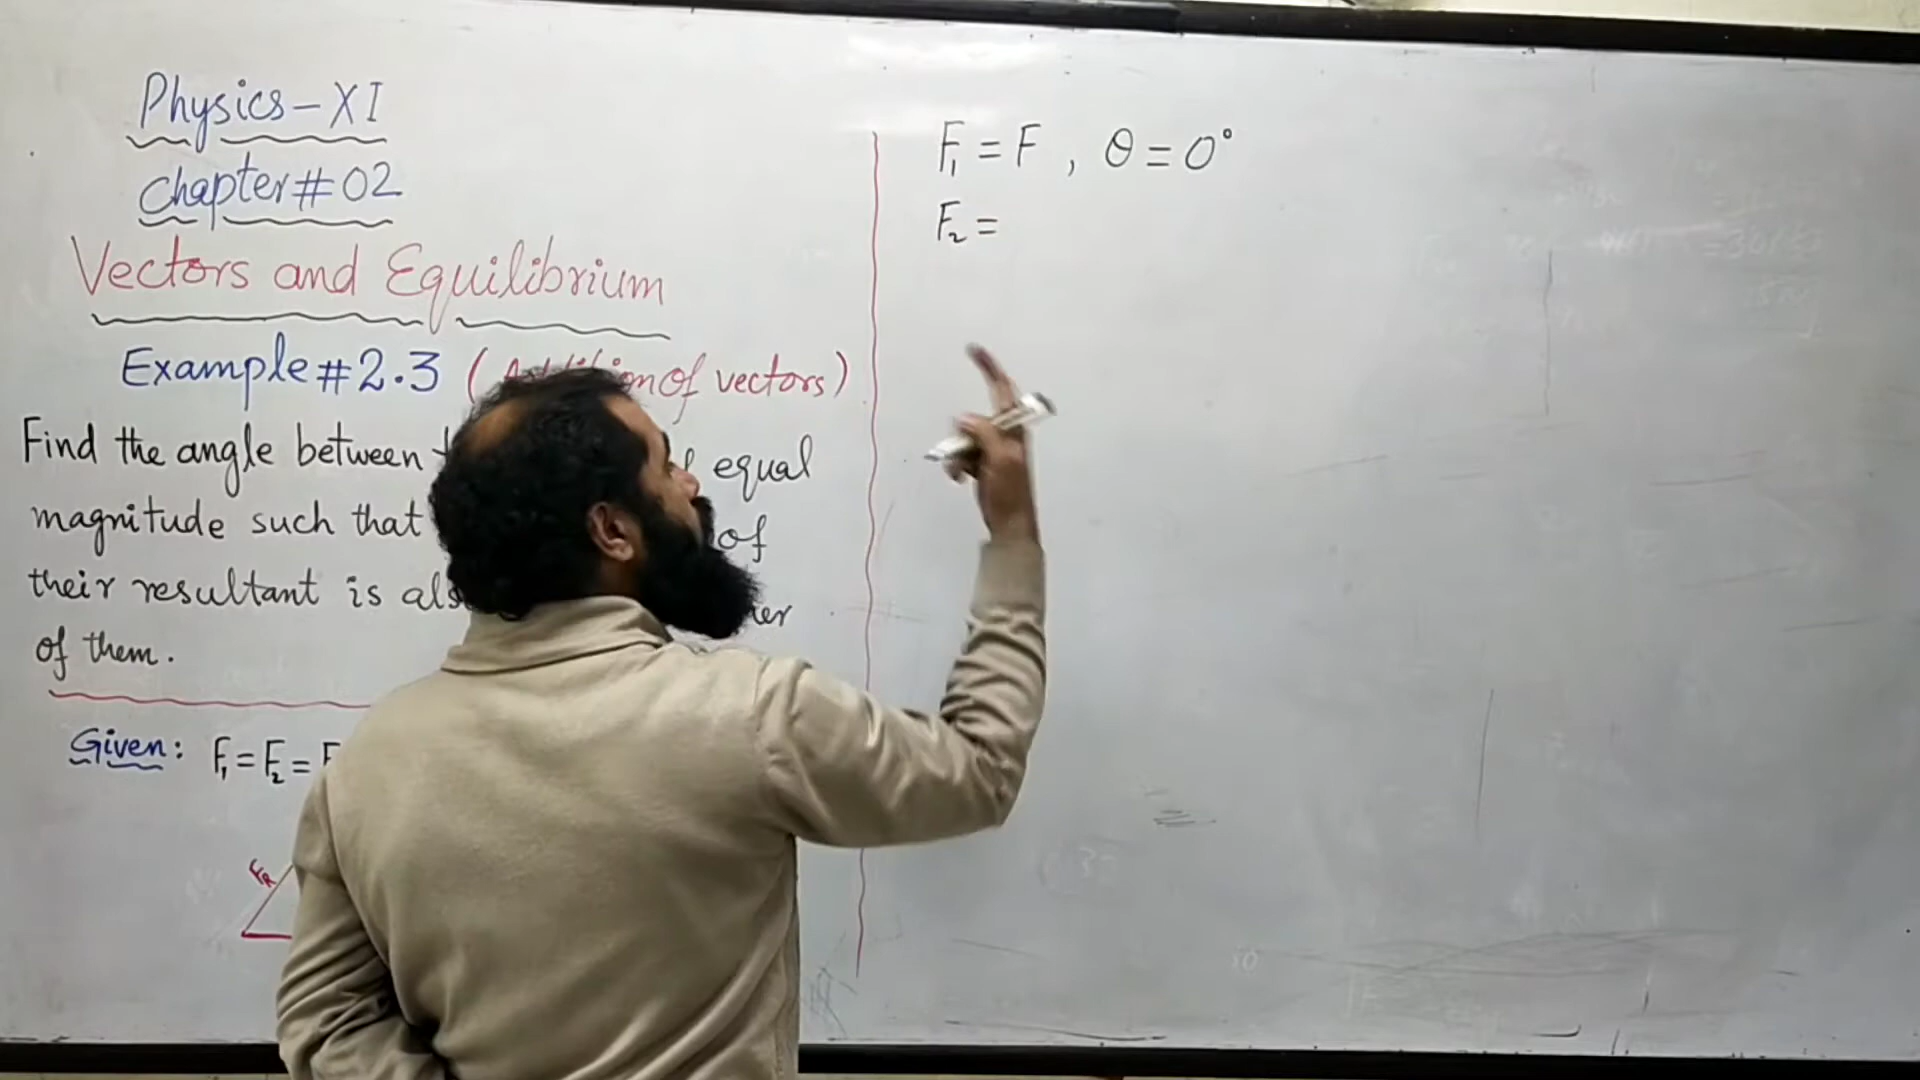 Physics-XI
Chapter#02
Vectors and Equilibrium
Example#2.3 (Addition of vectors)
Find the angle between equal
magnitude such that of
their resultant is als
of them.
Given: F₁ = F₂ = F
F_R
F₁ = F , θ = 0°
F₂ =